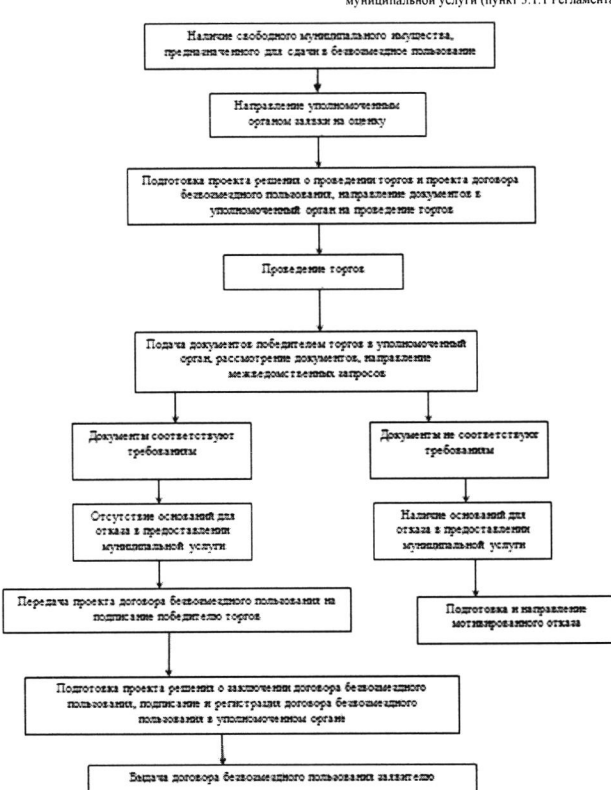 муниципальной услуги (пункт 3.1.1 Регламента
Наличие свободного муниципального имущества,
предназначенного для сдачи в безвозмездное пользование
Направление уполномоченным
органом заявки на оценку
Подготовка проекта решения о проведении торгов и проекта договора
безвозмездного пользования, направление документов в
уполномоченный орган на проведение торгов
Проведение торгов
Подача документов победителем торгов в уполномоченный
орган, рассмотрение документов, направление
межведомственных запросов
Документы соответствуют
требованиям
Документы не соответствуют
требованиям
Отсутствие оснований для
отказа в предоставлении
муниципальной услуги
Наличие оснований для
отказа в предоставлении
муниципальной услуги
Передача проекта договора безвозмездного пользования на
подписание победителю торгов
Подготовка и направление
мотивированного отказа
Подготовка проекта решения о заключении договора безвозмездного
пользования, подписание и регистрация договора безвозмездного
пользования в уполномоченном органе
Выдача договора безвозмездного пользования заявителю